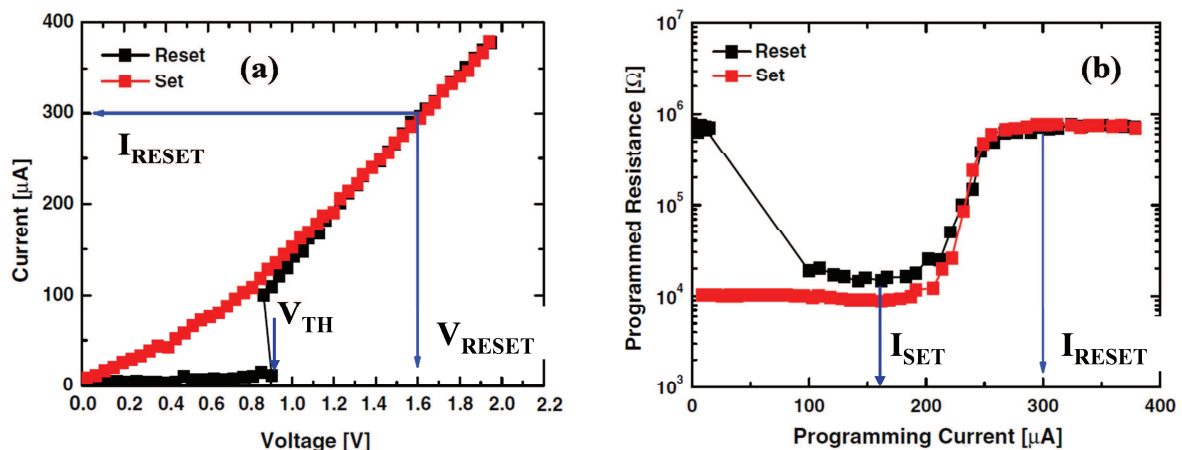 400
300
200
100
0
Current [μA]
Reset
Set
(a)
I_RESET
V_TH
V_RESET
0.0 0.2 0.4 0.6 0.8 1.0 1.2 1.4 1.6 1.8 2.0 2.2
Voltage [V]
Programmed Resistance [Ω]
10^6
10^5
10^4
10^3
Reset
Set
(b)
I_SET
I_RESET
0 100 200 300 400
Programming Current [μA]